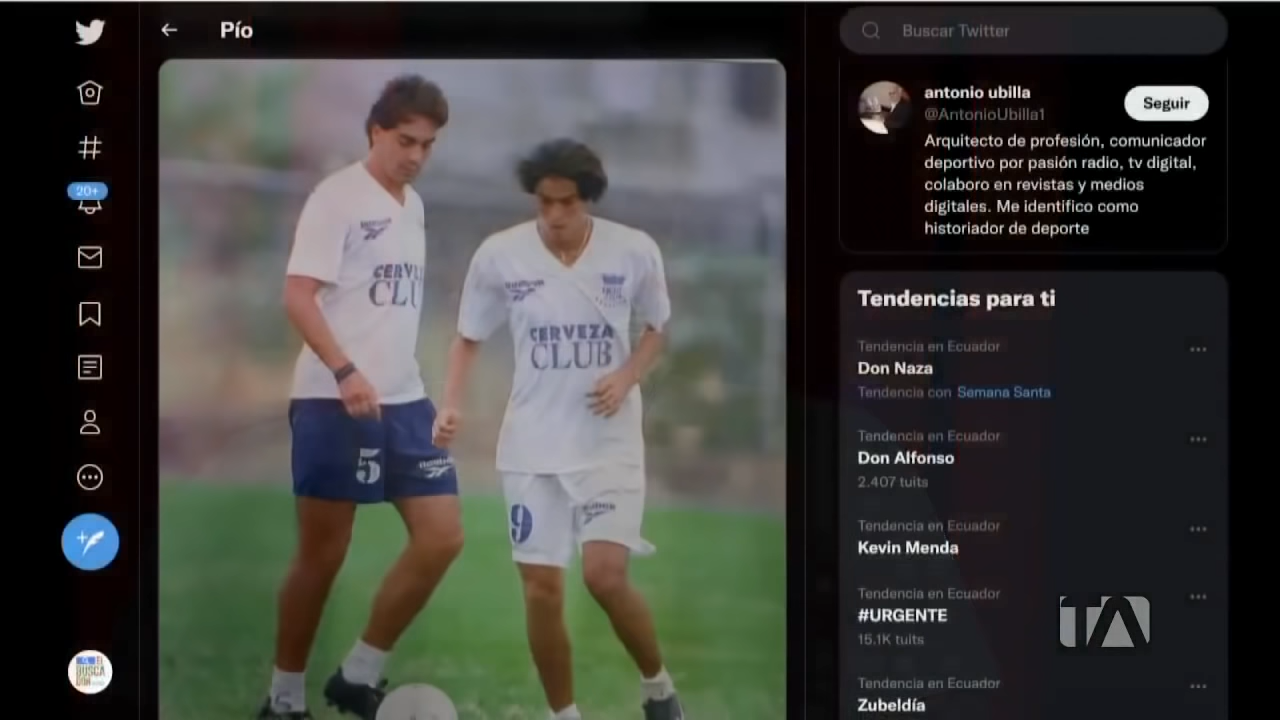 Pío
Buscar Twitter
antonio ubilla
@AntonioUbilla1
Seguir
Arquitecto de profesión, comunicador
deportivo por pasión radio, tv digital,
colaboro en revistas y medios
digitales. Me identifico como
historiador de deporte
20+
Tendencias para ti
Tendencia en Ecuador
Don Naza
Tendencia con Semana Santa
Tendencia en Ecuador
Don Alfonso
2.407 tuits
Tendencia en Ecuador
Kevin Menda
Tendencia en Ecuador
#URGENTE
15.1K tuits
Tendencia en Ecuador
Zubeldía
CERVEZA
CLUB
5
9
TA